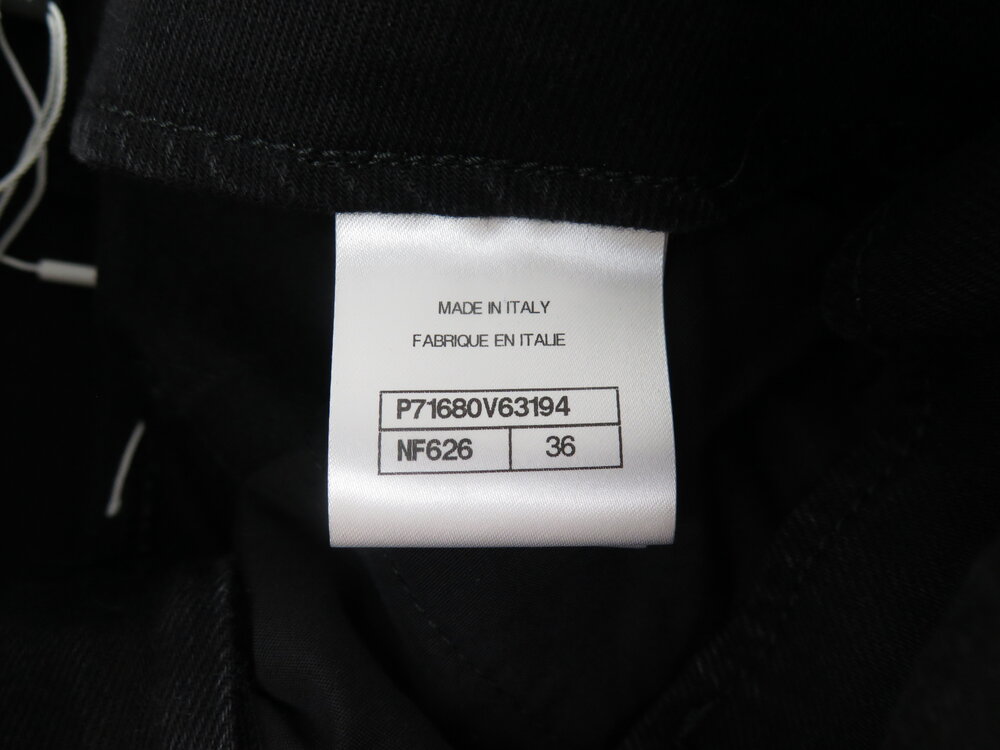 MADE IN ITALY
FABRIQUE EN ITALIE
P71680V63194
NF626 36